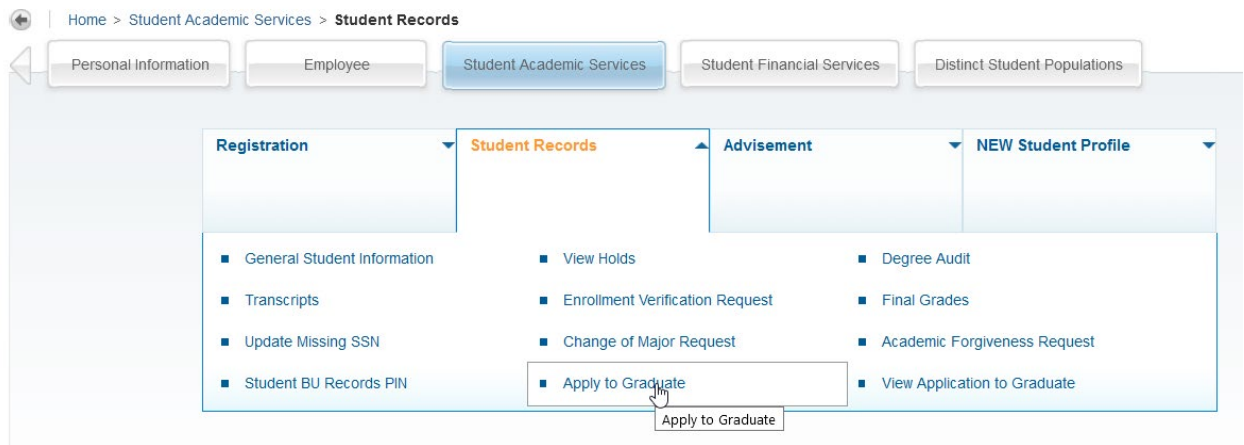 Home > Student Academic Services > Student Records
Personal Information
Employee
Student Academic Services
Student Financial Services
Distinct Student Populations
Registration
Student Records
Advisement
NEW Student Profile
General Student Information
View Holds
Degree Audit
Transcripts
Enrollment Verification Request
Final Grades
Update Missing SSN
Change of Major Request
Academic Forgiveness Request
Student BU Records PIN
Apply to Graduate
View Application to Graduate
Apply to Graduate